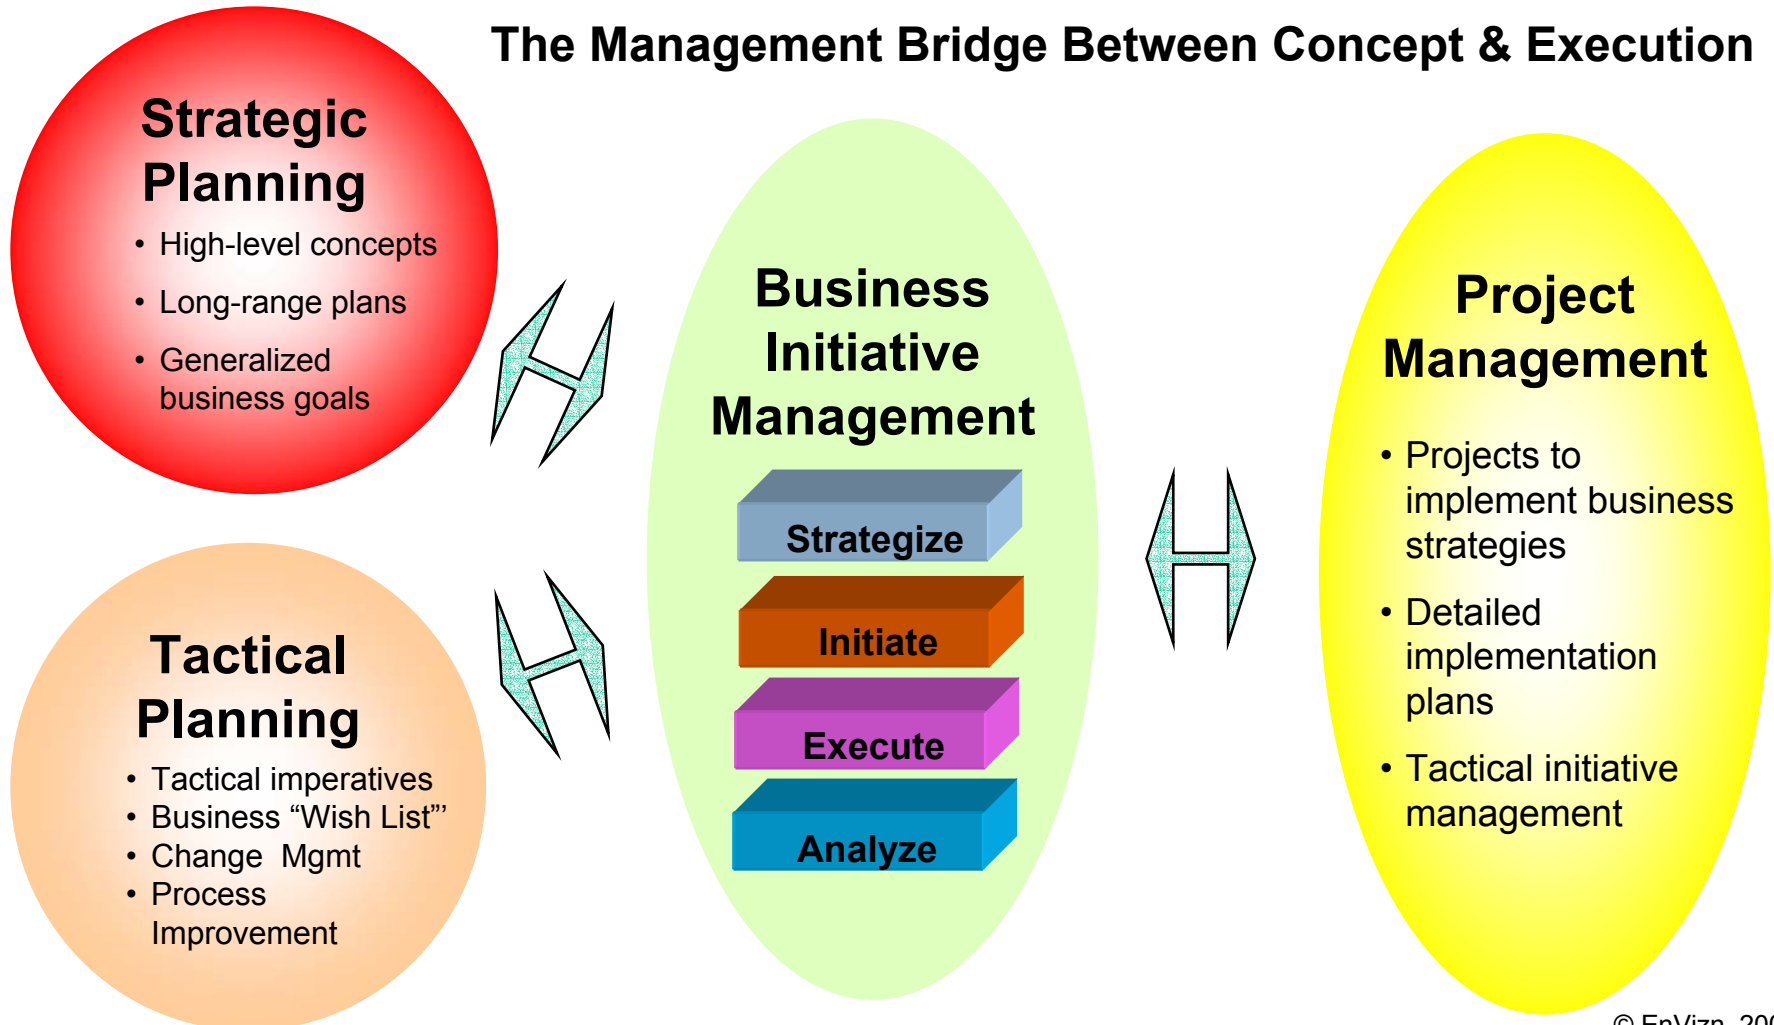 The Management Bridge Between Concept & Execution
Strategic
Planning
• High-level concepts
• Long-range plans
• Generalized
business goals
Tactical
Planning
• Tactical imperatives
• Business “Wish List”’
• Change  Mgmt
• Process
Improvement
Business
Initiative
Management
Strategize
Initiate
Execute
Analyze
Project
Management
• Projects to
implement business
strategies
• Detailed
implementation
plans
• Tactical initiative
management
© EnVizn, 200